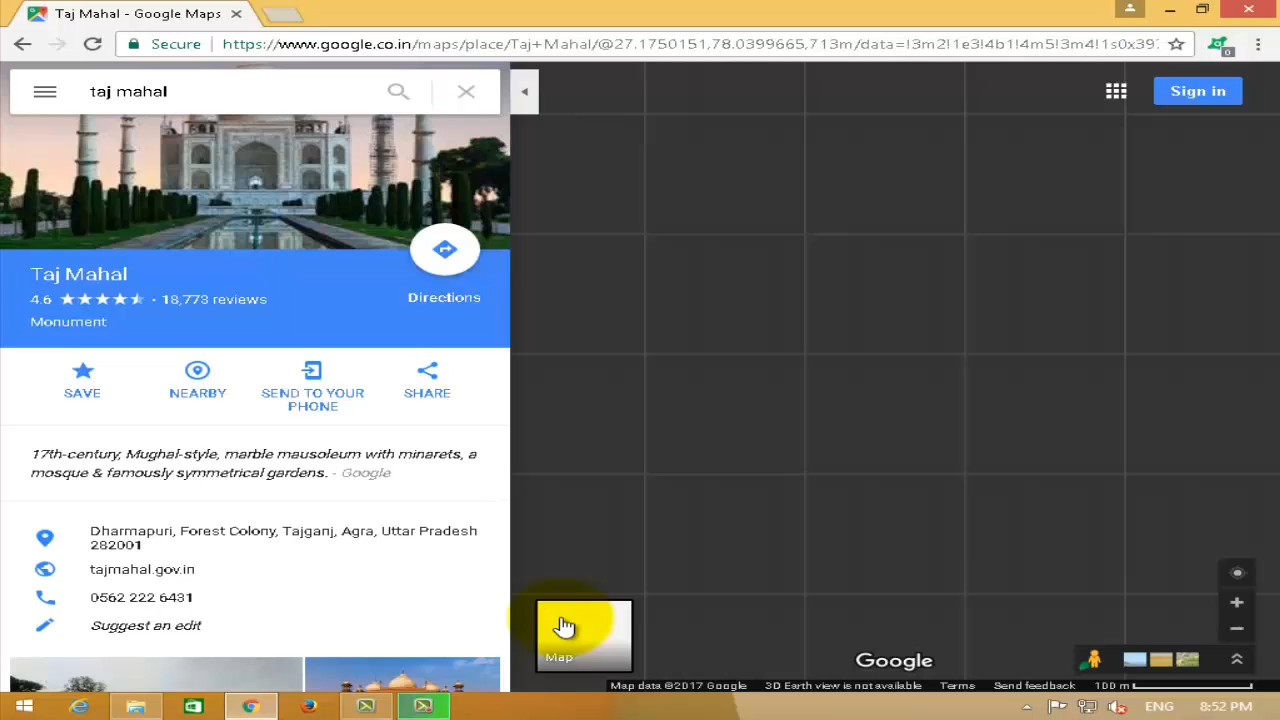 Taj Mahal - Google Maps
Secure https://www.google.co.in/maps/place/Taj+Mahal/@27.1750151,78.0399665,713m/data=!3m2!1e3!4b1!4m5!3m4!1s0x397
0
taj mahal
Sign in
Taj Mahal
4.6 · 18,773 reviews
Directions
Monument
SAVE NEARBY SEND TO YOUR PHONE SHARE
17th-century, Mughal-style, marble mausoleum with minarets, a
mosque & famously symmetrical gardens. - Google
Dharmapuri, Forest Colony, Tajganj, Agra, Uttar Pradesh
282001
tajmahal.gov.in
0562 222 6431
Suggest an edit
Map
Google
Map data ©2017 Google 3D Earth view is not available Terms Send feedback 100 m
ENG 8:52 PM